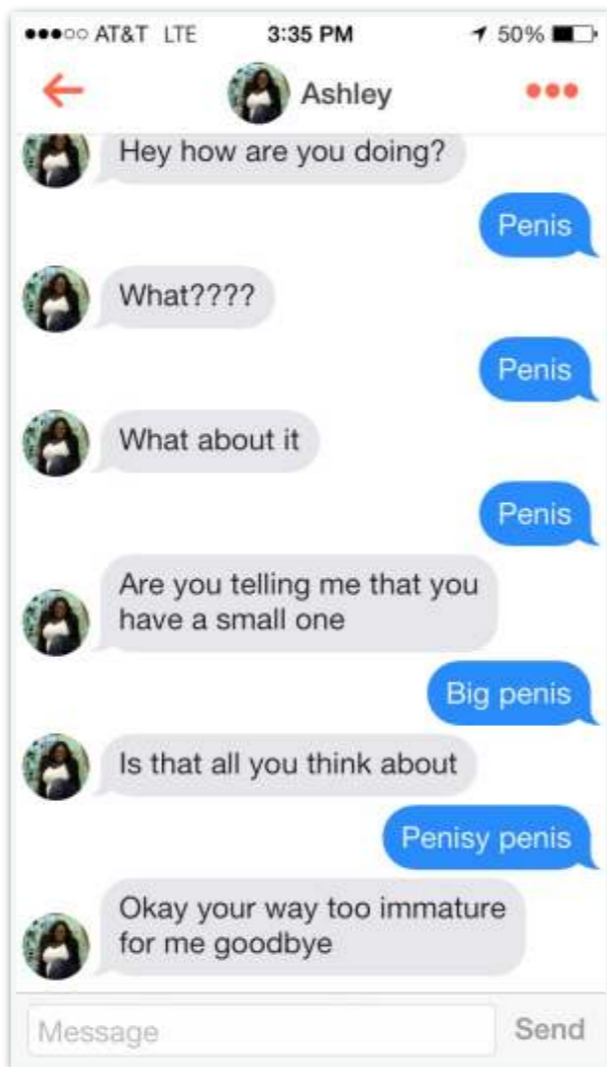 AT&T LTE 3:35 PM 50%
Ashley
Hey how are you doing?
Penis
What????
Penis
What about it
Penis
Are you telling me that you
have a small one
Big penis
Is that all you think about
Penisy penis
Okay your way too immature
for me goodbye
Message Send